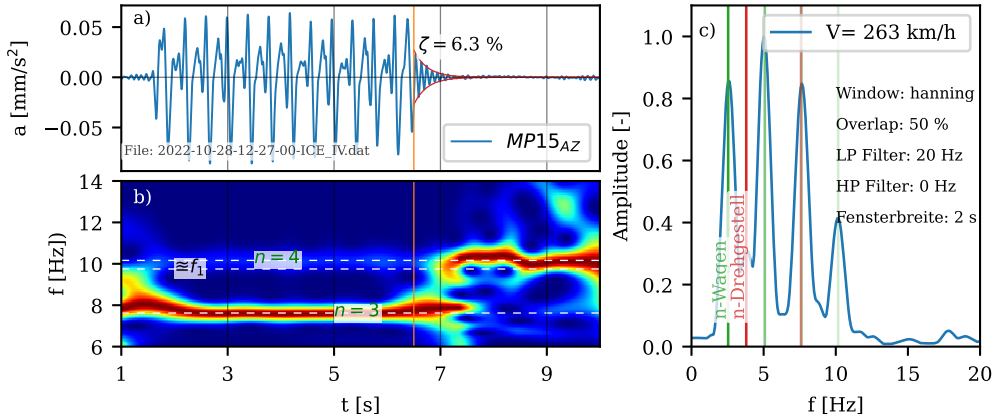 a)
0.05
0.00
−0.05
a [mm/s²]
ζ = 6.3 %
MP15_AZ
File: 2022-10-28-12-27-00-ICE_IV.dat
b)
14
12
10
8
6
f [Hz])
n = 4
≅f₁
n = 3
1
3
5
7
9
t [s]
c)
V= 263 km/h
Window: hanning
Overlap: 50 %
LP Filter: 20 Hz
HP Filter: 0 Hz
Fensterbreite: 2 s
n-Wagen
n-Drehgestell
1.0
0.8
0.6
0.4
0.2
0.0
Amplitude [-]
0
5
10
15
20
f [Hz]